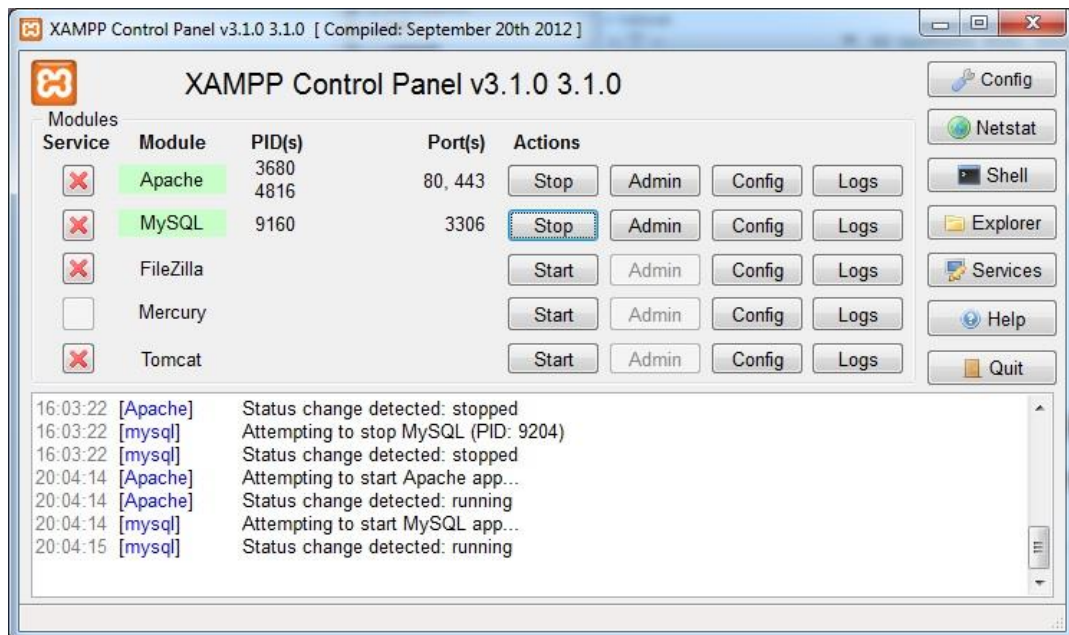 XAMPP Control Panel v3.1.0 3.1.0 [ Compiled: September 20th 2012 ]
XAMPP Control Panel v3.1.0 3.1.0
Config
Modules
Service Module PID(s) Port(s) Actions
Netstat
Apache 3680 4816 80, 443 Stop Admin Config Logs
Shell
MySQL 9160 3306 Stop Admin Config Logs
Explorer
FileZilla Start Admin Config Logs
Services
Mercury Start Admin Config Logs
Help
Tomcat Start Admin Config Logs
Quit
16:03:22 [Apache] Status change detected: stopped
16:03:22 [mysql] Attempting to stop MySQL (PID: 9204)
16:03:22 [mysql] Status change detected: stopped
20:04:14 [Apache] Attempting to start Apache app...
20:04:14 [Apache] Status change detected: running
20:04:14 [mysql] Attempting to start MySQL app...
20:04:15 [mysql] Status change detected: running